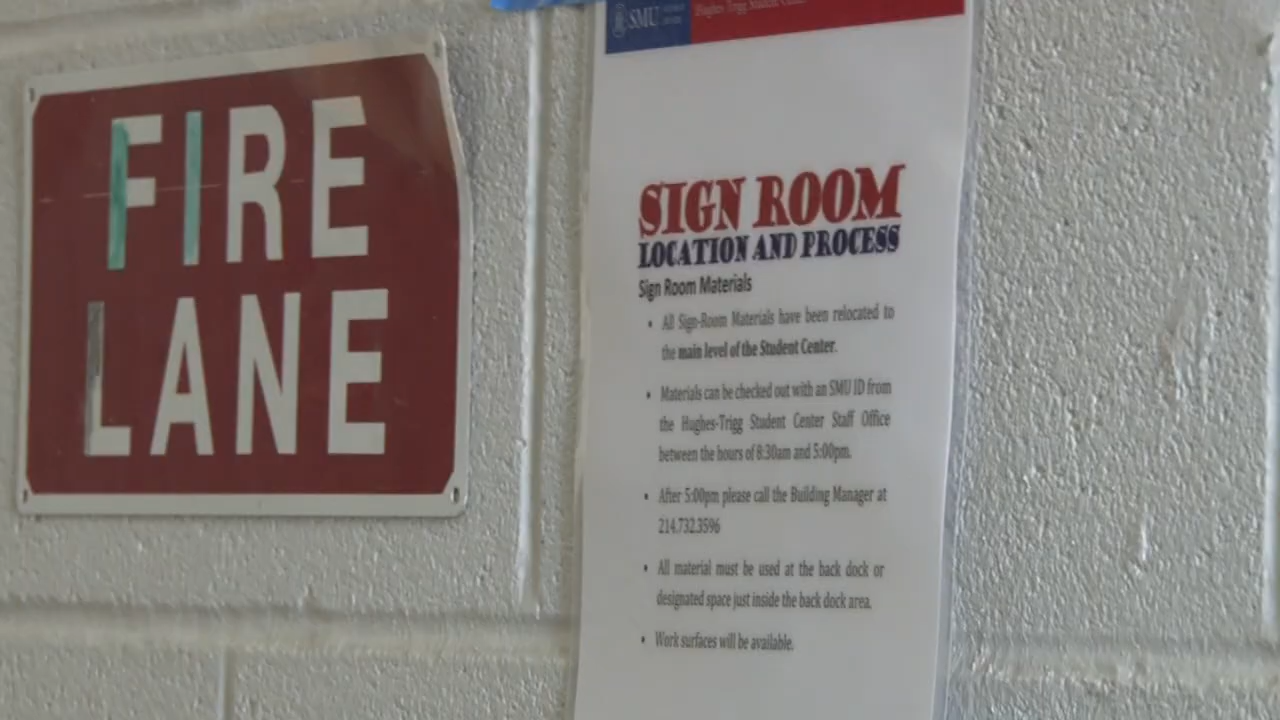 FIRE
LANE
SMU
Hughes-Trigg Student Center
SIGN ROOM
LOCATION AND PROCESS
Sign Room Materials
• All Sign-Room Materials have been relocated to
the main level of the Student Center.
• Materials can be checked out with an SMU ID from
the Hughes-Trigg Student Center Staff Office
between the hours of 8:30am and 5:00pm.
• After 5:00pm please call the Building Manager at
214.732.3596
• All material must be used at the back dock or
designated space just inside the back dock area.
• Work surfaces will be available.